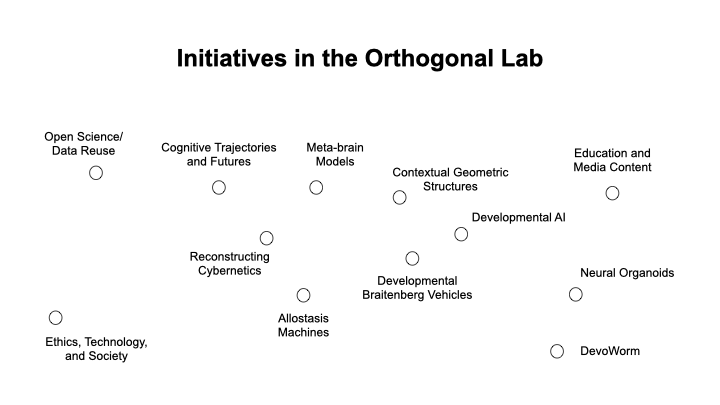 Initiatives in the Orthogonal Lab
Open Science/
Data Reuse
Cognitive Trajectories
and Futures
Meta-brain
Models
Contextual Geometric
Structures
Education and
Media Content
Developmental AI
Reconstructing
Cybernetics
Developmental
Braitenberg Vehicles
Neural Organoids
Allostasis
Machines
Ethics, Technology,
and Society
DevoWorm